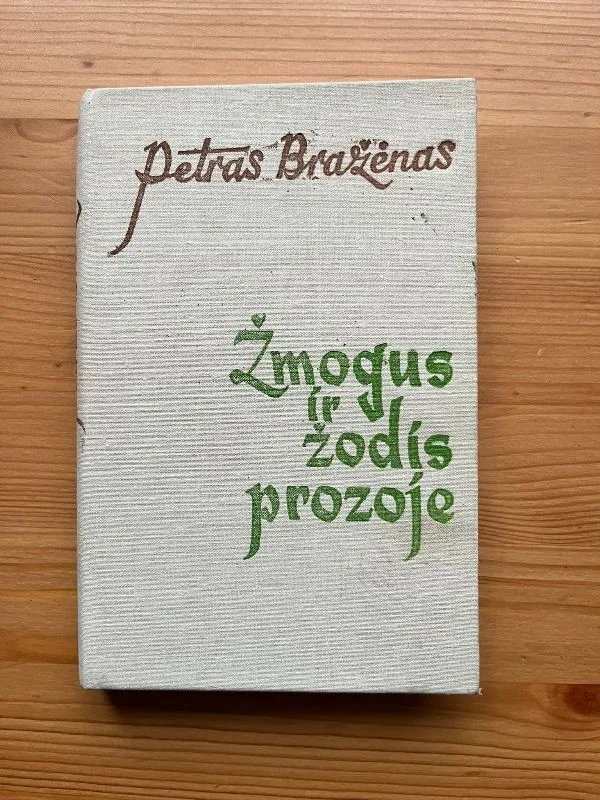 Petras Braženas
Žmogus
ir
žodis
prozoje